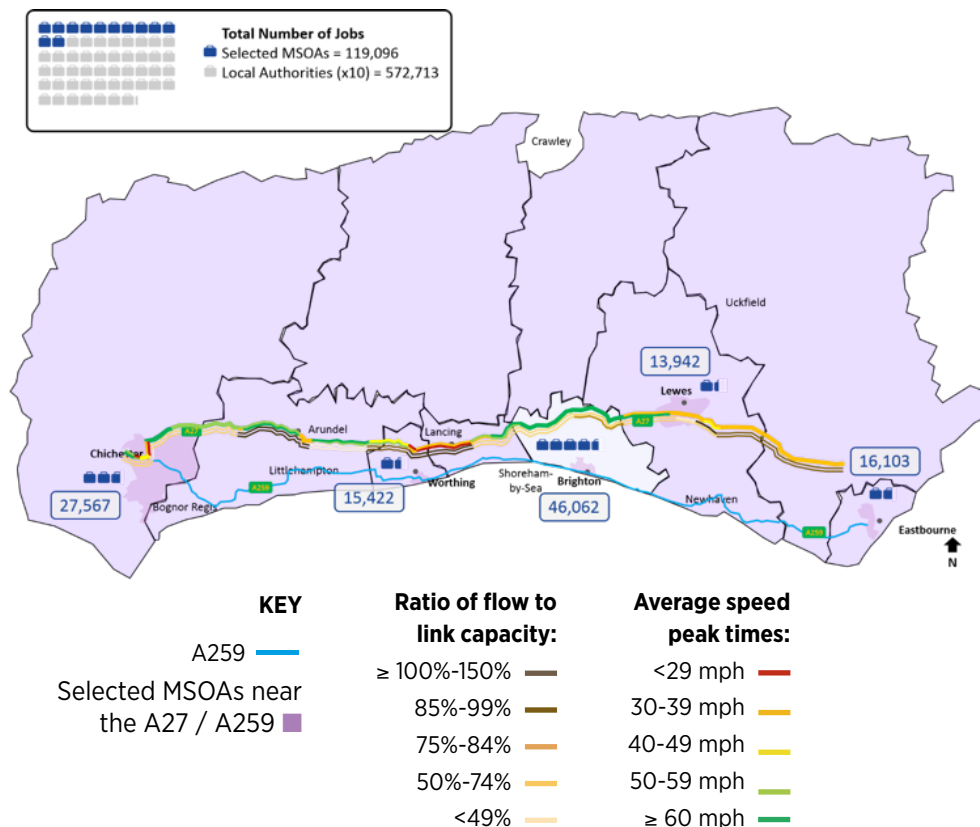 Total Number of Jobs
Selected MSOAs = 119,096
Local Authorities (x10) = 572,713
Crawley
Uckfield
13,942
Lewes
A27
A27
Arundel
Lancing
Chichester
16,103
Littlehampton
A259
Worthing
Shoreham-
by-Sea
Brighton
27,567
Bognor Regis
15,422
46,062
Newhaven
A259
Eastbourne
N
KEY
A259
Selected MSOAs near
the A27 / A259
Ratio of flow to
link capacity:
≥ 100%-150%
85%-99%
75%-84%
50%-74%
<49%
Average speed
peak times:
<29 mph
30-39 mph
40-49 mph
50-59 mph
≥ 60 mph